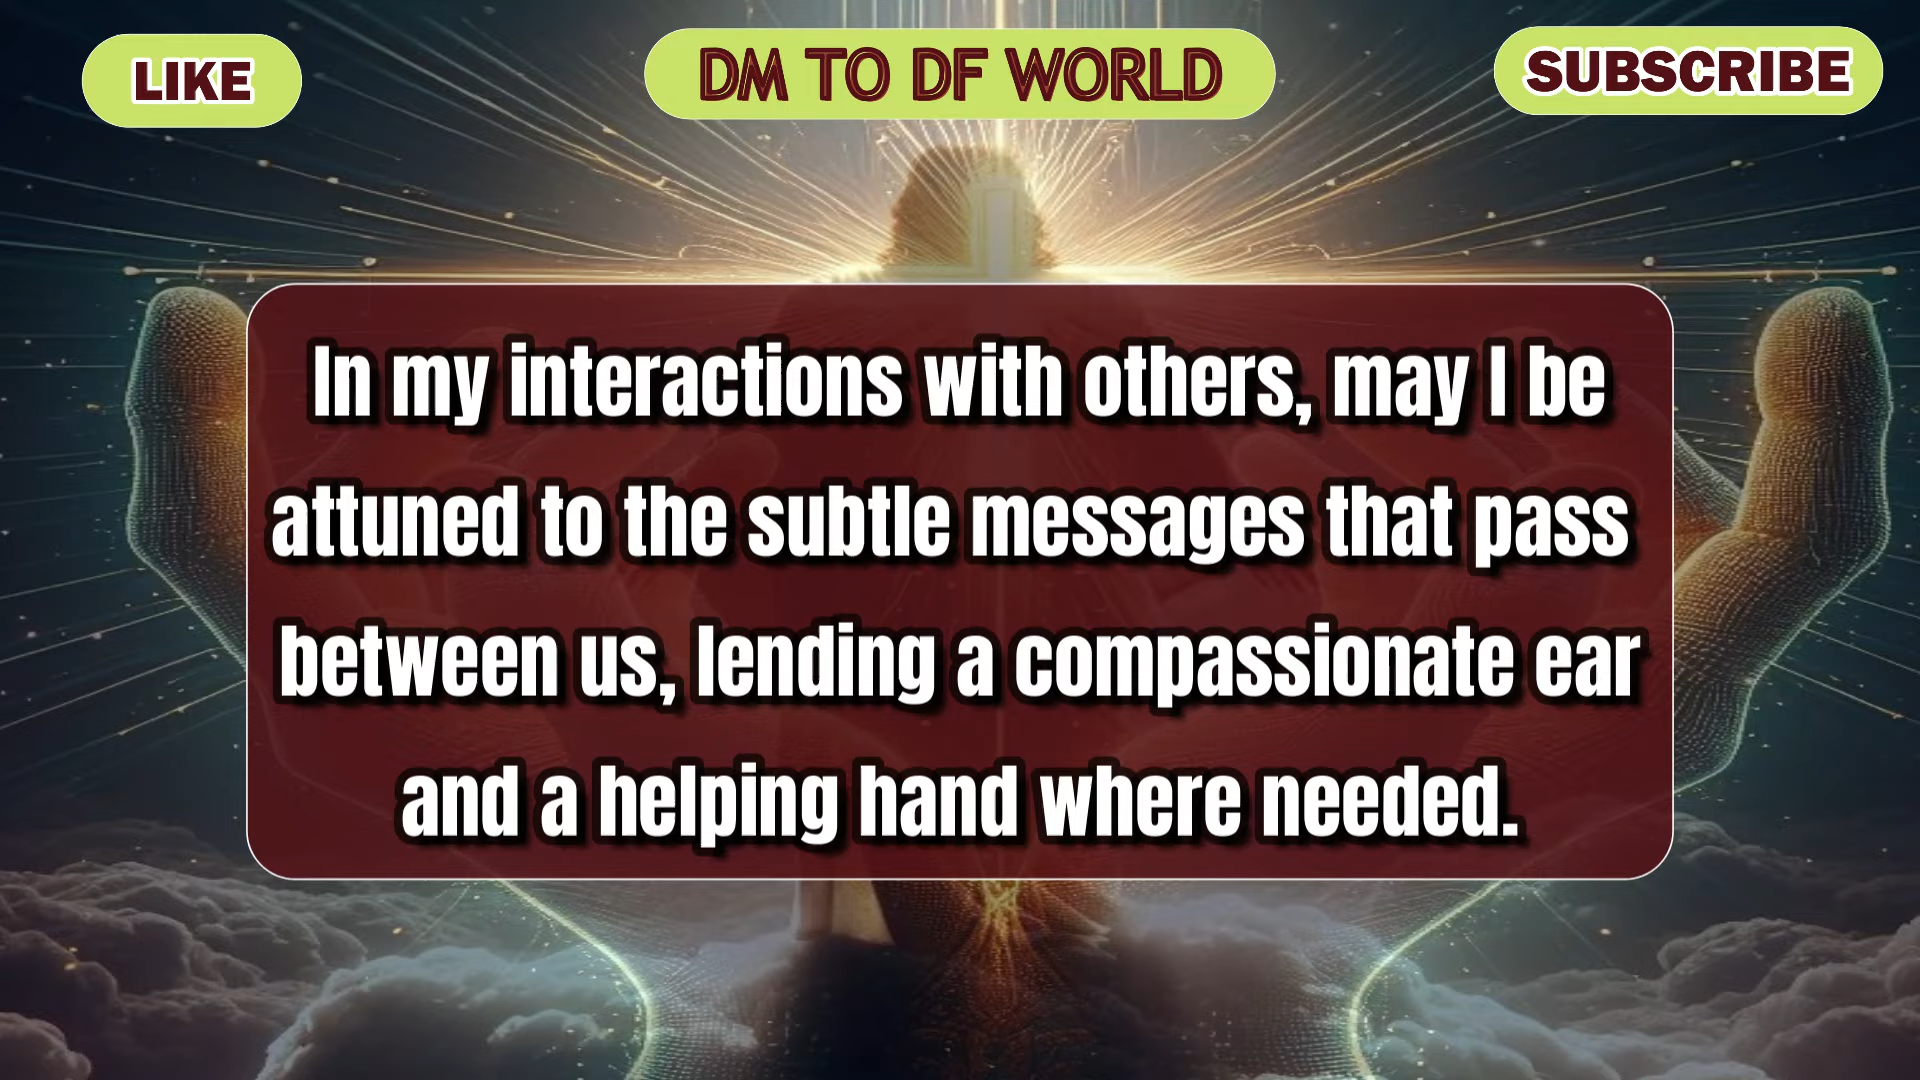 LIKE
DM TO DF WORLD
SUBSCRIBE
In my interactions with others, may I be
attuned to the subtle messages that pass
between us, lending a compassionate ear
and a helping hand where needed.